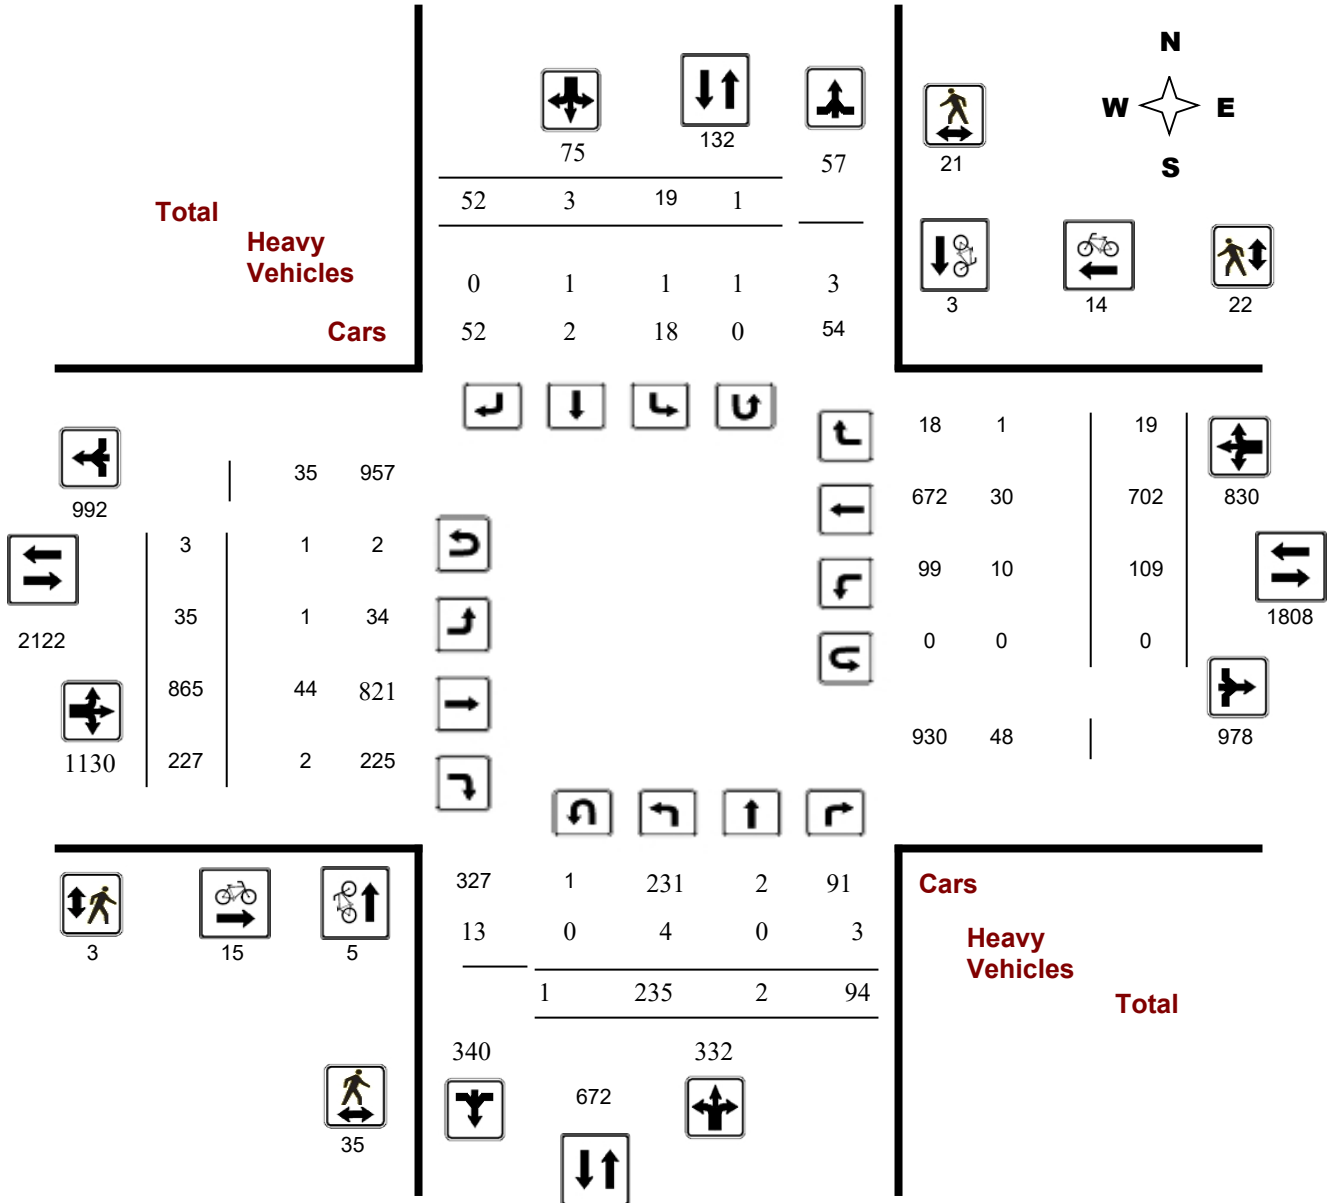 N
W E
S
75 132 57
21
52 3 19 1
Total
Heavy
Vehicles
0 1 1 1 3
3 14 22
Cars
52 2 18 0 54
18 1 19
35 957
992
672 30 702 830
3 1 2
99 10 109
35 1 34
2122
1808
0 0 0
865 44 821
930 48 978
1130 227 2 225
327 1 231 2 91
Cars
13 0 4 0 3
Heavy
Vehicles
3 15 5
1 235 2 94
Total
340 332
672
35